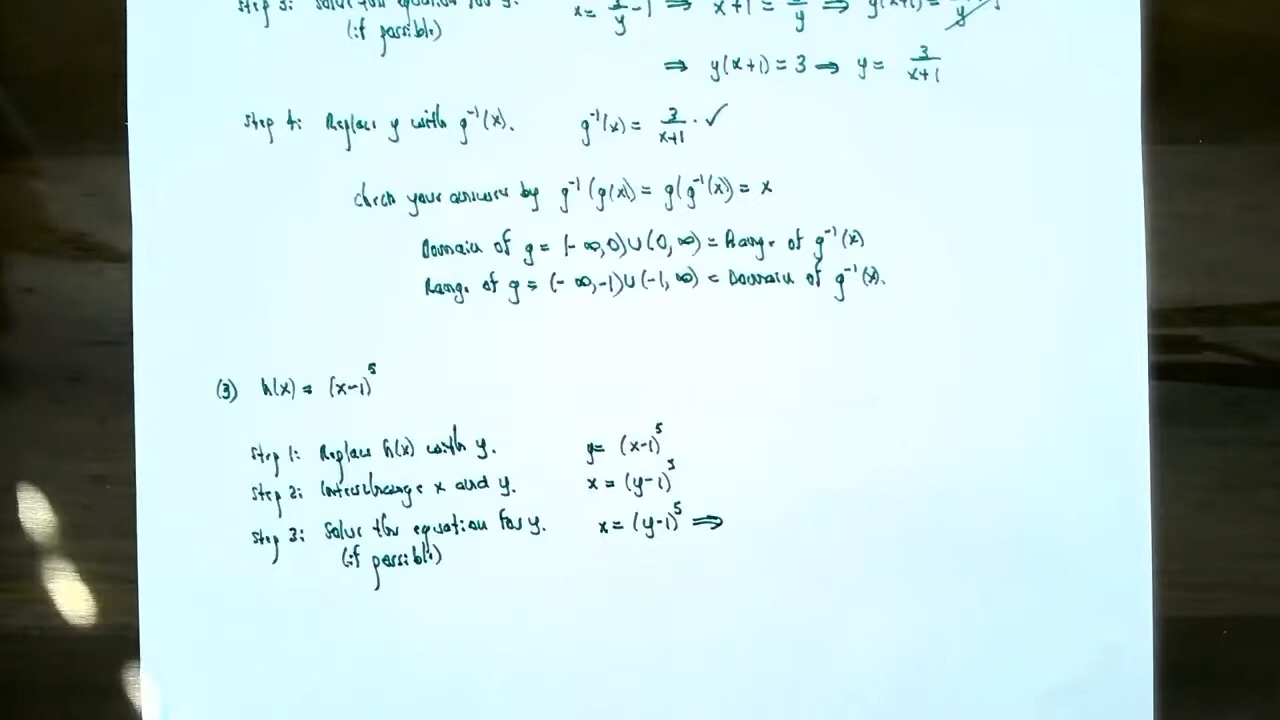 Step 3: Solve the equation for y. x = 3/y - 1 ⇒ x+1 = 3/y ⇒ y(x+1) =
(if possible)
⇒ y(x+1) = 3 ⇒ y = 3/(x+1)
Step 4: Replace y with g⁻¹(x). g⁻¹(x) = 3/(x+1). ✓
Check your answer by g⁻¹(g(x) = g(g⁻¹(x)) = x
Domain of g = (-∞,0)∪(0,∞) = Range of g⁻¹(x)
Range of g = (-∞,-1)∪(-1,∞) = Domain of g⁻¹(x).
(3) h(x) = (x-1)⁵
Step 1: Replace h(x) with y. y = (x-1)⁵
Step 2: Interchange x and y. x = (y-1)⁵
Step 3: Solve the equation for y. x = (y-1)⁵ ⇒
(if possible)